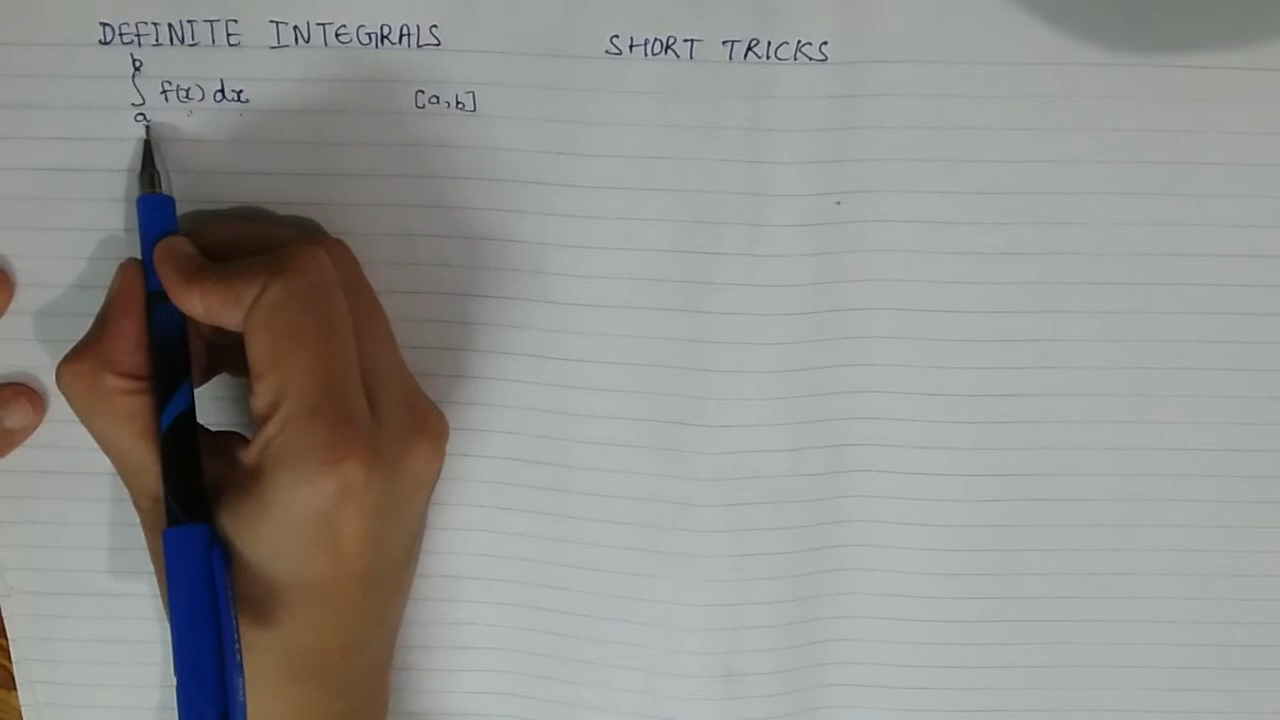 DEFINITE INTEGRALS SHORT TRICKS
b
∫ f(x) dx [a,b]
a